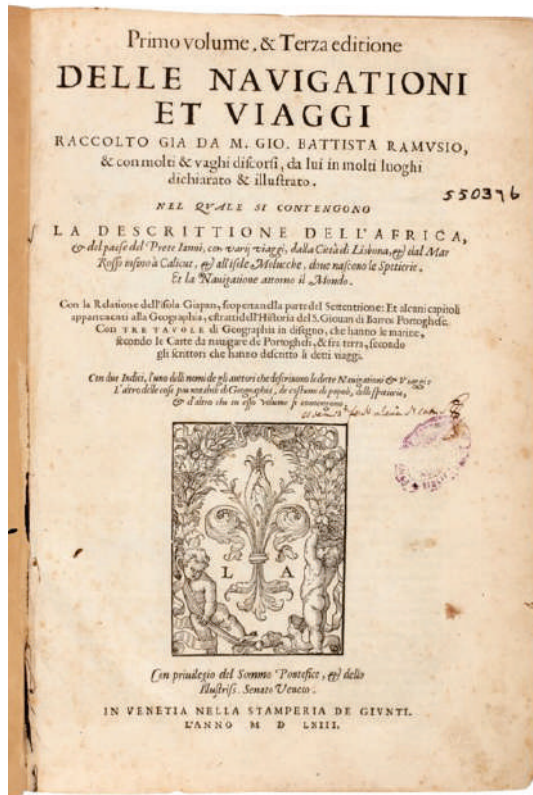 Primo volume, & Terza editione
DELLE NAVIGATIONI
ET VIAGGI
RACCOLTO GIA DA M. GIO. BATTISTA RAMVSIO,
& con molti & vaghi discorsi, da lui in molti luoghi
dichiarato & illustrato.
NEL QVALE SI CONTENGONO
550376
LA DESCRITTIONE DELL'AFRICA,
& del paese del Prete Ianni, con varij viaggi, dalla Città di Lisbona, & dal Mar
Rosso insino à Calicut, & all'isole Molucche, doue nascono le Spetierie.
Et la Nauigatione attorno il Mondo.
Con la Relatione dell'isola Giapan, scoperta nella parte del Settentrione: Et alcuni capitoli
appartenenti alla Geographia, estratti dell'Historia del S. Giouan di Barros Portoghese.
Con TRE TAVOLE di Geographia in disegno, che hanno le marine,
secondo le Carte da nauigare de Portoghesi, & fra terra, secondo
gli scrittori che hanno descritto li detti viaggi.
Con due Indici, l'uno delli nomi de gli auttori che descriuono le dette Nauigationi & Viaggi:
L'altro delle cose piu notabili di Geographia, de costumi de popoli, delle spetierie,
& d'altro che in esso volume si contengono.
L A
Con priuilegio del Sommo Pontefice, & dello
Illustriss. Senato Veneto.
IN VENETIA NELLA STAMPERIA DE GIVNTI.
L'ANNO M D LXIII.